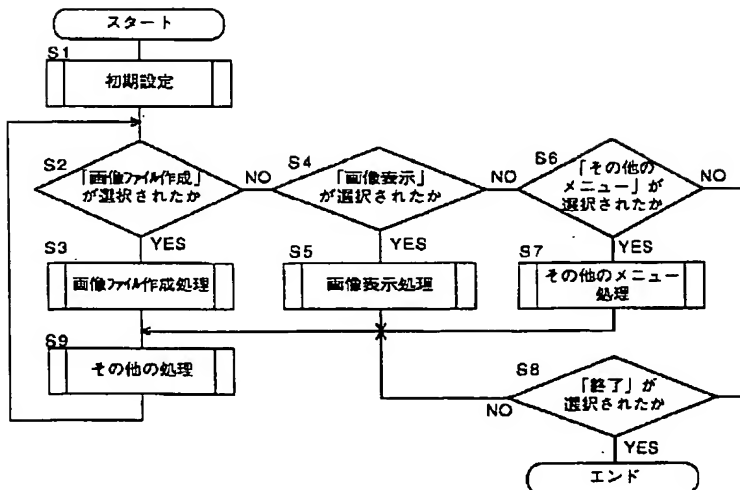 スタート
S1
初期設定
S2
「画像ファイル作成」
が選択されたか
NO
YES
S4
「画像表示」
が選択されたか
NO
YES
S6
「その他の
メニュー」が
選択されたか
NO
YES
S3
画像ファイル作成処理
S5
画像表示処理
S7
その他のメニュー
処理
S9
その他の処理
S8
「終了」が
選択されたか
NO
YES
エンド